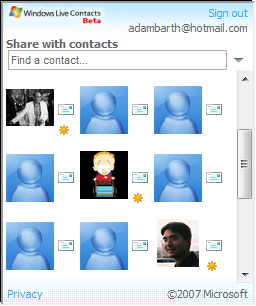 Windows Live Contacts
Beta
Sign out
adambarth@hotmail.com
Share with contacts
Find a contact...
Privacy
©2007 Microsoft